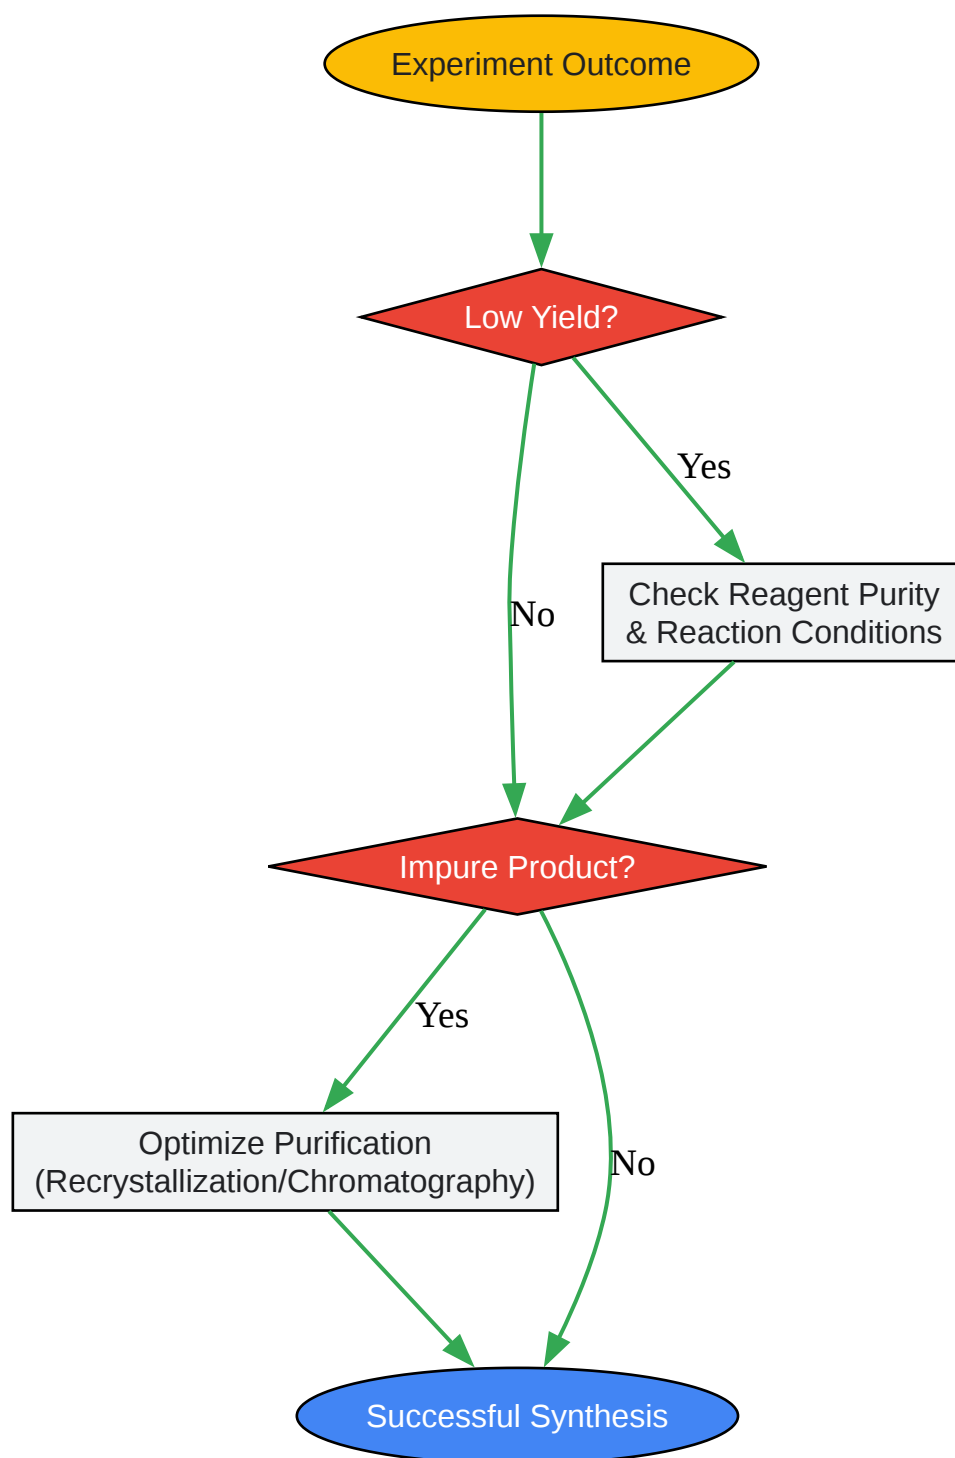 Experiment Outcome
Low Yield?
Yes
Check Reagent Purity
& Reaction Conditions
No
Impure Product?
Yes
Optimize Purification
(Recrystallization/Chromatography)
No
Successful Synthesis